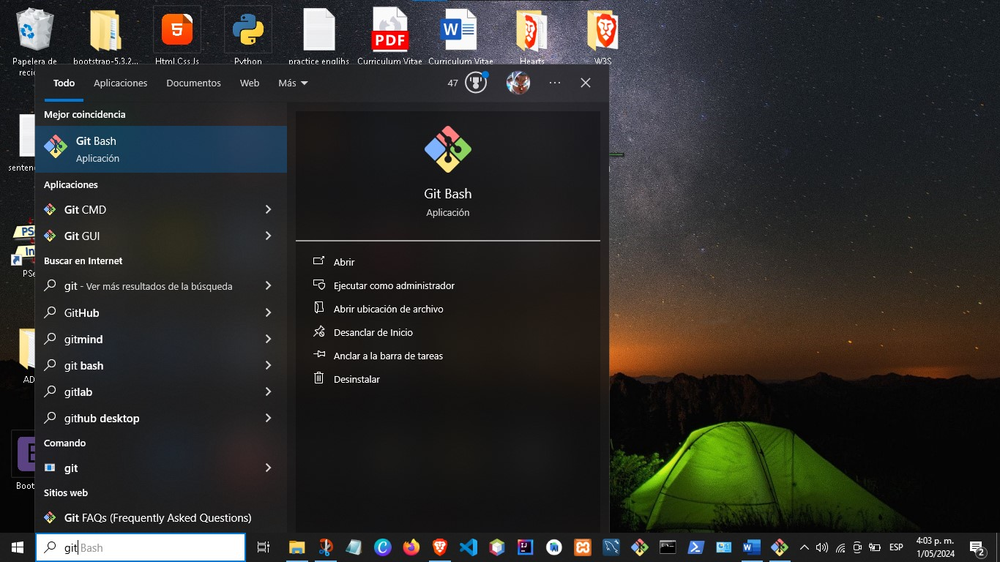 PDF
W
5
Papelera de
recic
bootstrap-5.3.2...
Html.Css.Js
Python
practice englihs
Curriculum Vitae
Curriculum Vitae
Hearts
W3S
Todo
Aplicaciones
Documentos
Web
Más
47
Mejor coincidencia
Git Bash
Aplicación
Aplicaciones
Git CMD
Git GUI
Buscar en Internet
git - Ver más resultados de la búsqueda
GitHub
gitmind
git bash
gitlab
github desktop
Comando
git
Sitios web
Git FAQs (Frequently Asked Questions)
Git Bash
Aplicación
Abrir
Ejecutar como administrador
Abrir ubicación de archivo
Desanclar de Inicio
Anclar a la barra de tareas
Desinstalar
senten
PS
In
PSe
AD
Boot
git Bash
ESP
4:03 p. m.
1/05/2024
2